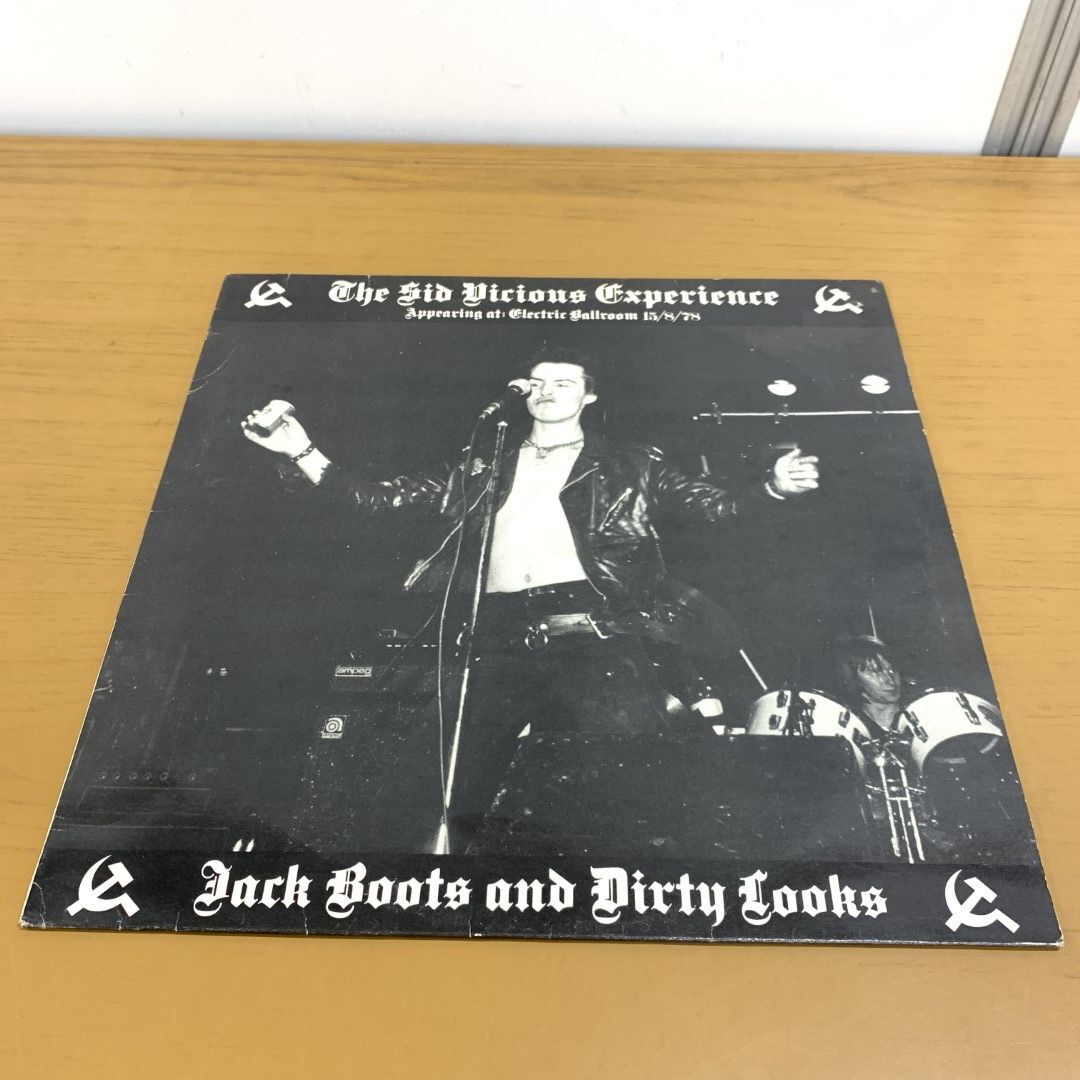 The Sid Vicious Experience
Appearing at: Electric Ballroom 15/8/78
ampeg
Jack Boots and Dirty Looks